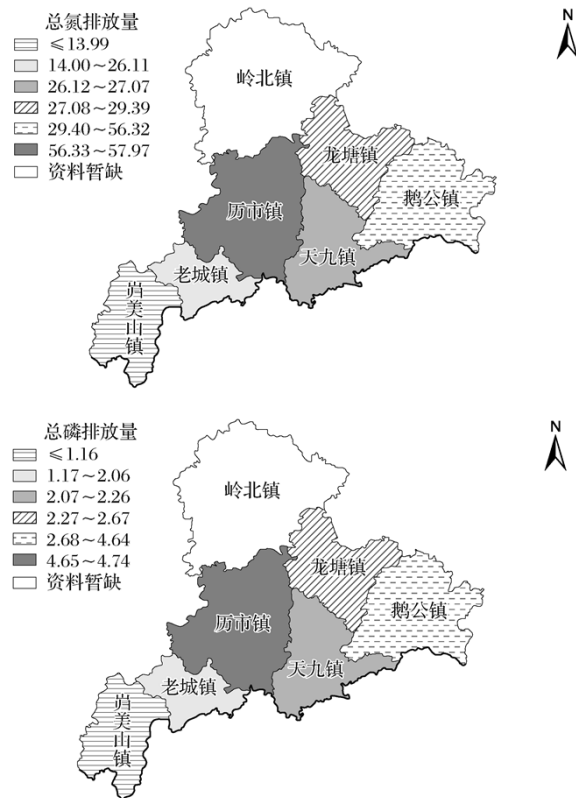 总氮排放量
≤13.99
14.00～26.11
26.12～27.07
27.08～29.39
29.40～56.32
56.33～57.97
资料暂缺
N
岭北镇
龙塘镇
鹅公镇
历市镇
天九镇
老城镇
岿美山镇
总磷排放量
≤1.16
1.17～2.06
2.07～2.26
2.27～2.67
2.68～4.64
4.65～4.74
资料暂缺
N
岭北镇
龙塘镇
鹅公镇
历市镇
天九镇
老城镇
岿美山镇